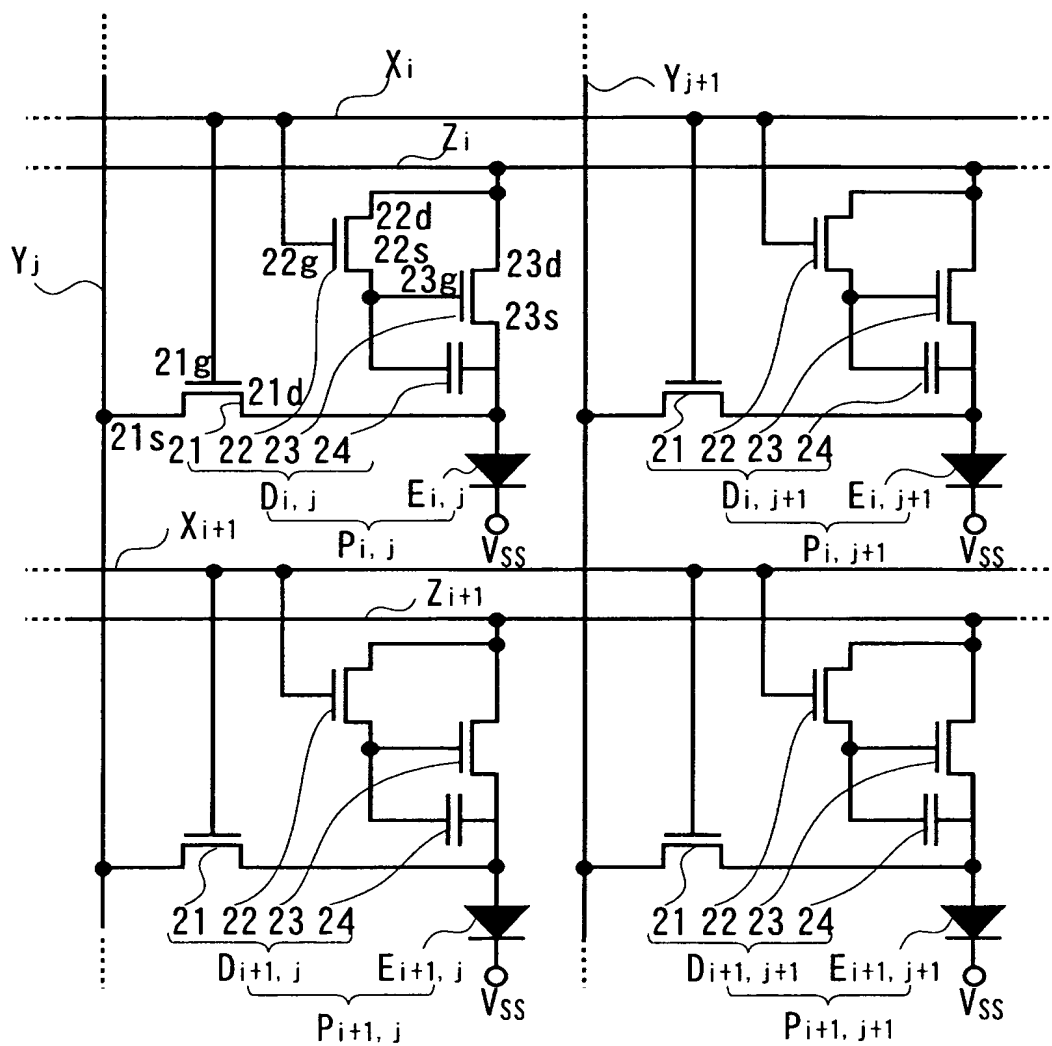 Xi
Yj+1
Zi
22d
22s
22g
23g
23d
23s
Yj
21g
21d
21s
21 22 23 24
21 22 23 24
Di, j
Ei, j
Di, j+1
Ei, j+1
Pi, j
VSS
Pi, j+1
VSS
Xi+1
Zi+1
21 22 23 24
21 22 23 24
Di+1, j
Ei+1, j
Di+1, j+1
Ei+1, j+1
VSS
VSS
Pi+1, j
Pi+1, j+1